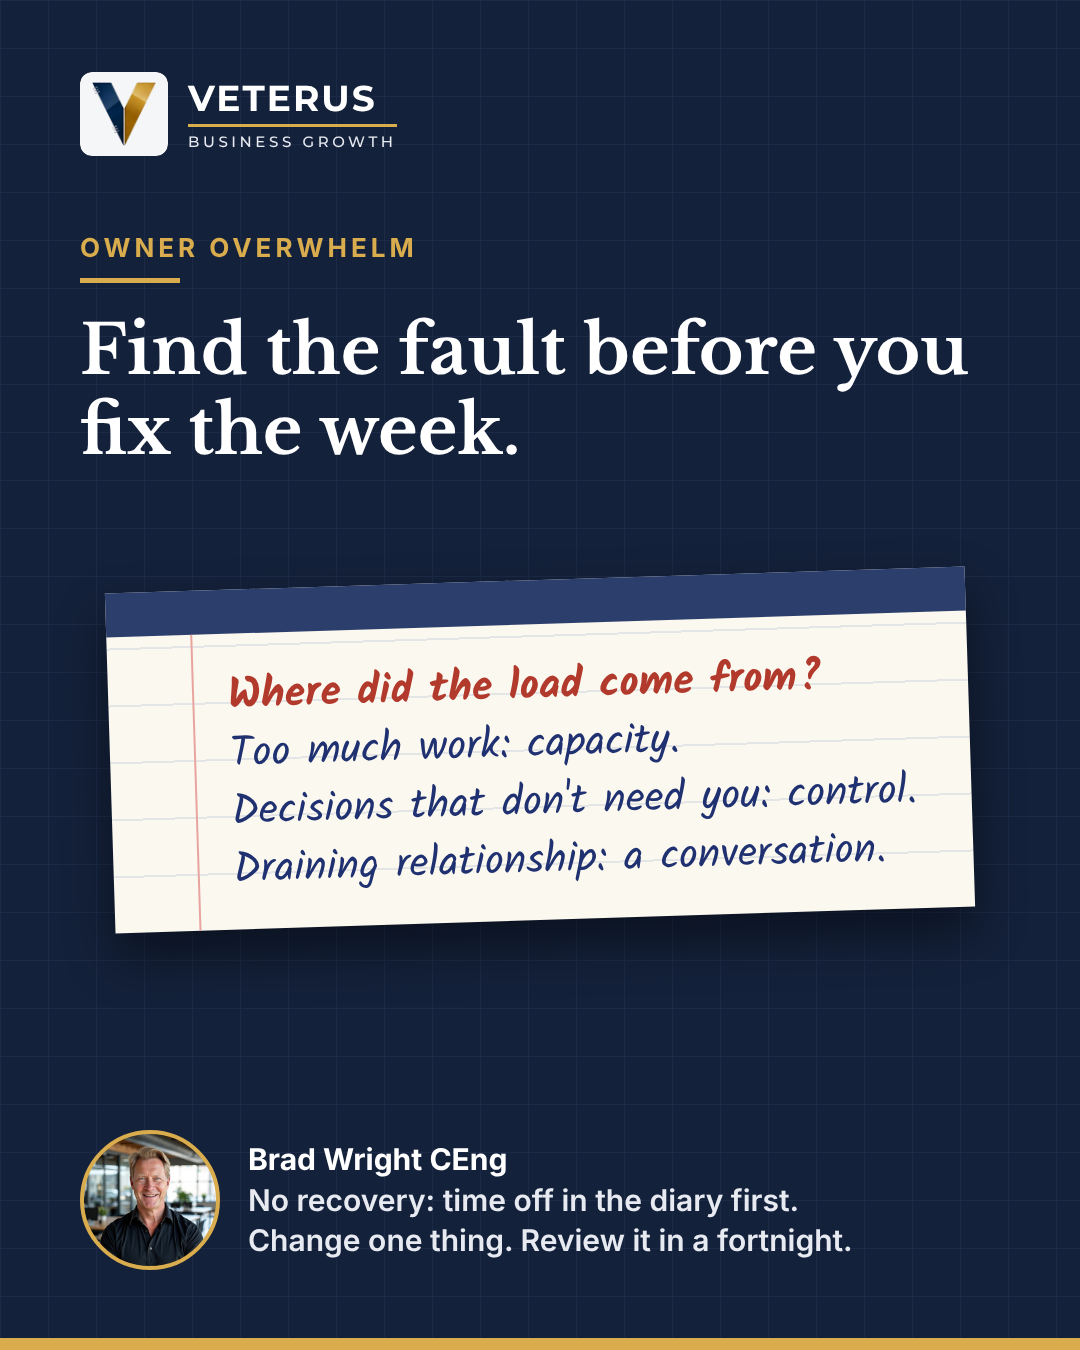 VETERUS
BUSINESS GROWTH
OWNER OVERWHELM
Find the fault before you
fix the week.
Where did the load come from?
Too much work: capacity.
Decisions that don't need you: control.
Draining relationship: a conversation.
Brad Wright CEng
No recovery: time off in the diary first.
Change one thing. Review it in a fortnight.